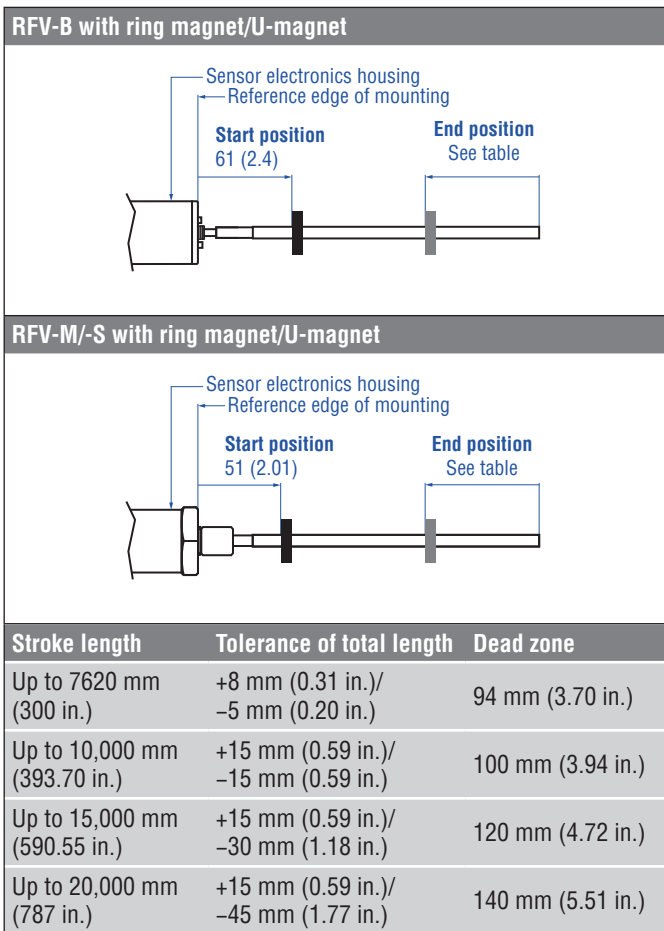 RFV-B with ring magnet/U-magnet
Sensor electronics housing
Reference edge of mounting
Start position
61 (2.4)
End position
See table
RFV-M/-S with ring magnet/U-magnet
Sensor electronics housing
Reference edge of mounting
Start position
51 (2.01)
End position
See table
Stroke length Tolerance of total length Dead zone
Up to 7620 mm
(300 in.)
+8 mm (0.31 in.)/
−5 mm (0.20 in.)
94 mm (3.70 in.)
Up to 10,000 mm
(393.70 in.)
+15 mm (0.59 in.)/
−15 mm (0.59 in.)
100 mm (3.94 in.)
Up to 15,000 mm
(590.55 in.)
+15 mm (0.59 in.)/
−30 mm (1.18 in.)
120 mm (4.72 in.)
Up to 20,000 mm
(787 in.)
+15 mm (0.59 in.)/
−45 mm (1.77 in.)
140 mm (5.51 in.)